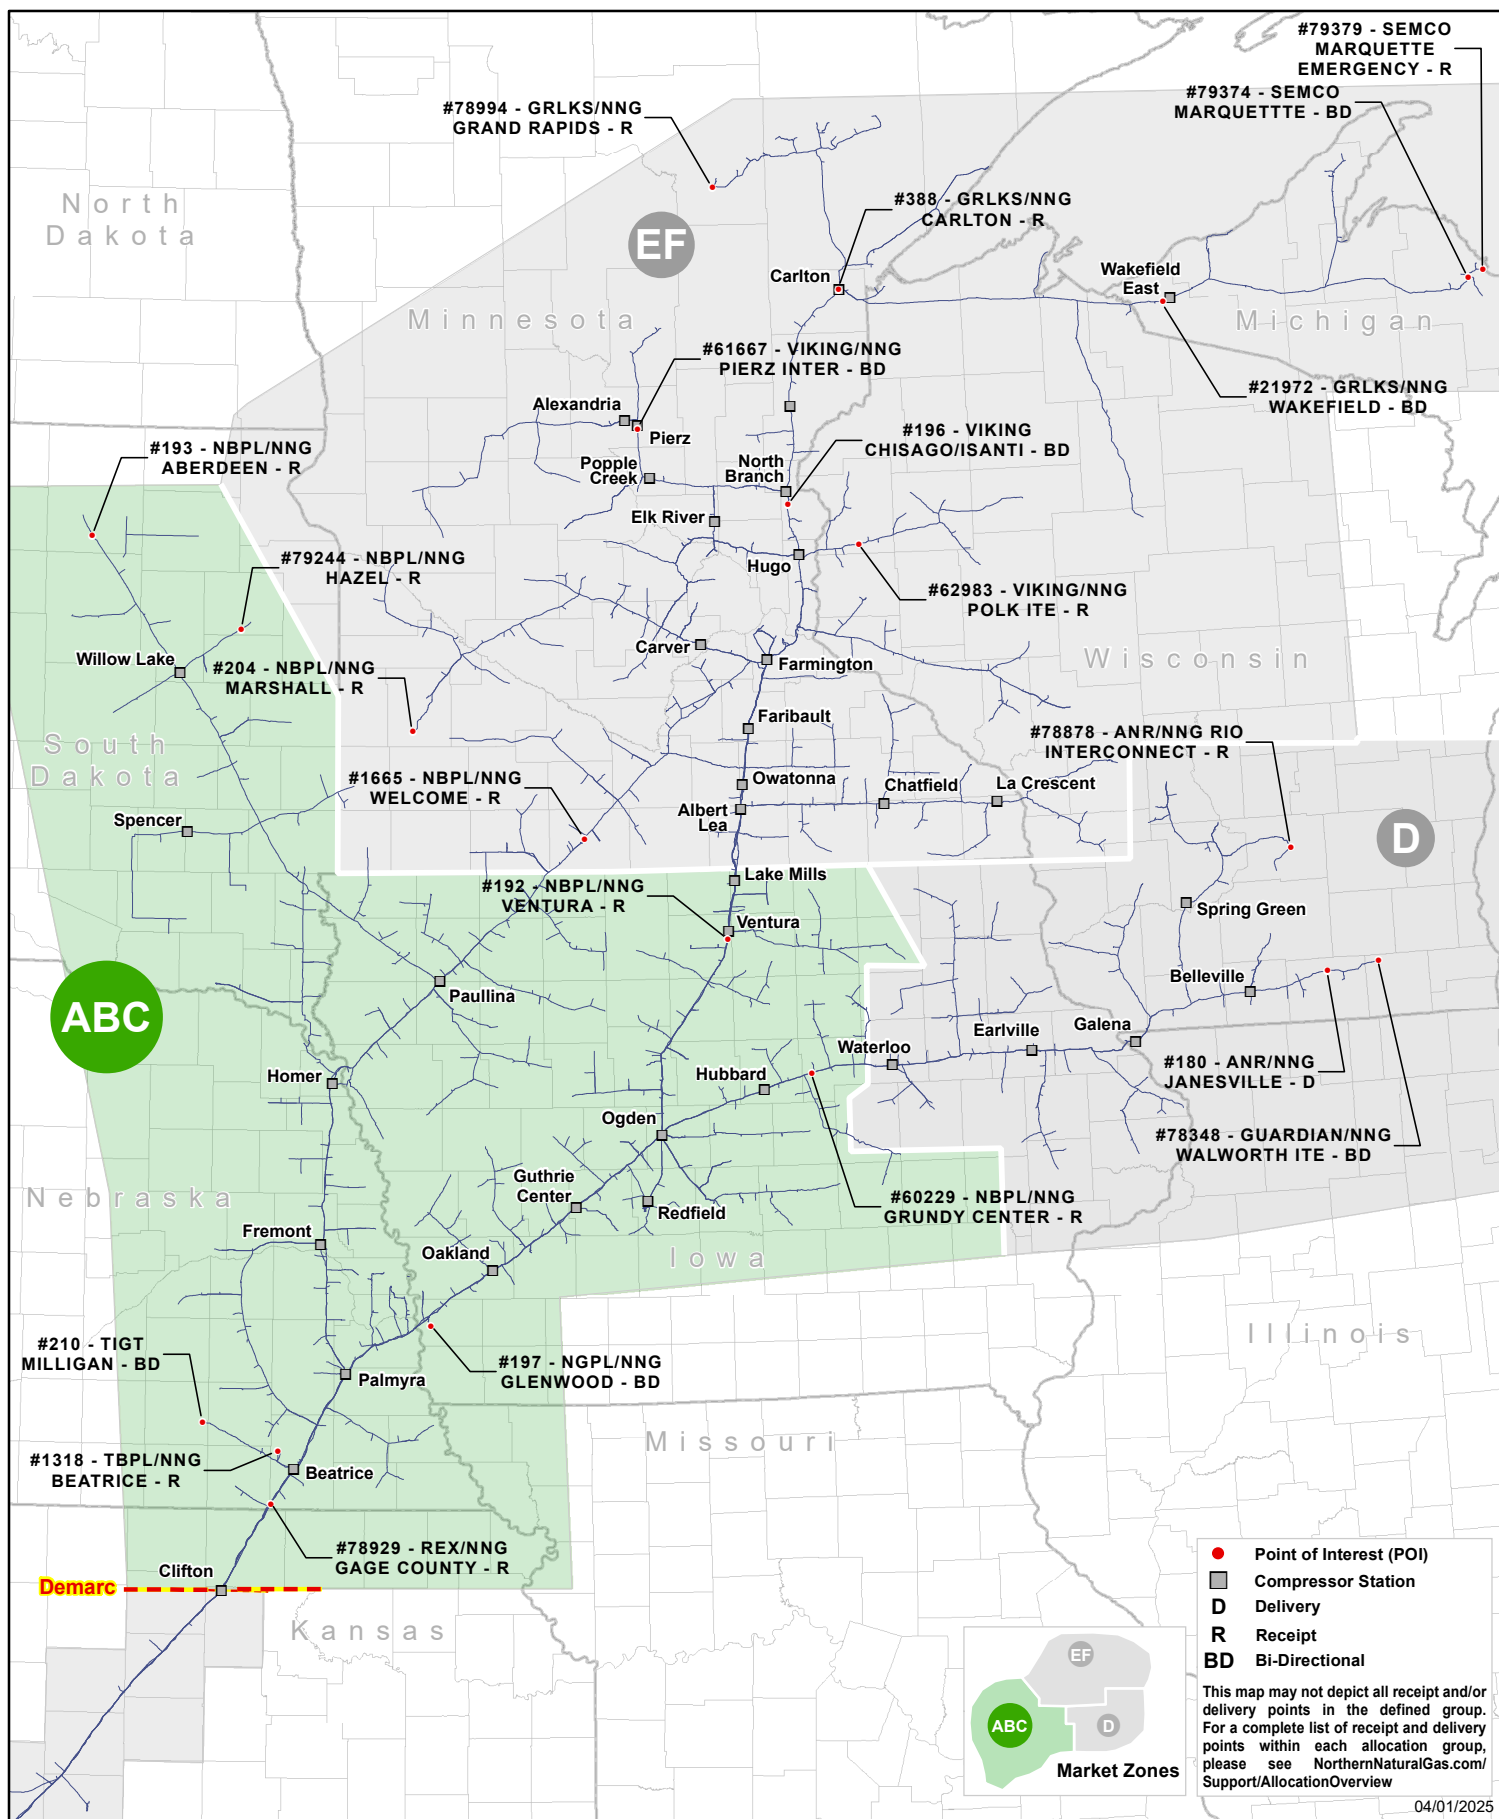 #79379 - SEMCO
MARQUETTE
EMERGENCY - R
#79374 - SEMCO
MARQUETTTE - BD
#78994 - GRLKS/NNG
GRAND RAPIDS - R
North
Dakota
#388 - GRLKS/NNG
CARLTON - R
EF
Carlton
Wakefield
East
Minnesota
Michigan
#61667 - VIKING/NNG
PIERZ INTER - BD
#21972 - GRLKS/NNG
WAKEFIELD - BD
Alexandria
Pierz
#196 - VIKING
CHISAGO/ISANTI - BD
#193 - NBPL/NNG
ABERDEEN - R
Popple
Creek
North
Branch
Elk River
Hugo
#79244 - NBPL/NNG
HAZEL - R
#62983 - VIKING/NNG
POLK ITE - R
Carver
Farmington
Wisconsin
Willow Lake
#204 - NBPL/NNG
MARSHALL - R
Faribault
#78878 - ANR/NNG RIO
INTERCONNECT - R
South
Dakota
#1665 - NBPL/NNG
WELCOME - R
Owatonna
Chatfield
La Crescent
Albert
Lea
Spencer
D
Lake Mills
#192 - NBPL/NNG
VENTURA - R
Ventura
Spring Green
Belleville
Paullina
ABC
Earlville
Galena
Waterloo
Homer
Hubbard
#180 - ANR/NNG
JANESVILLE - D
Ogden
#78348 - GUARDIAN/NNG
WALWORTH ITE - BD
Guthrie
Center
Redfield
#60229 - NBPL/NNG
GRUNDY CENTER - R
Nebraska
Fremont
Oakland
Iowa
#210 - TIGT
MILLIGAN - BD
Illinois
#197 - NGPL/NNG
GLENWOOD - BD
Palmyra
Missouri
#1318 - TBPL/NNG
BEATRICE - R
Beatrice
#78929 - REX/NNG
GAGE COUNTY - R
Clifton
Demarc
Kansas
Point of Interest (POI)
Compressor Station
D Delivery
R Receipt
BD Bi-Directional
This map may not depict all receipt and/or
delivery points in the defined group.
For a complete list of receipt and delivery
points within each allocation group,
please see NorthernNaturalGas.com/
Support/AllocationOverview
EF
ABC
D
Market Zones
04/01/2025